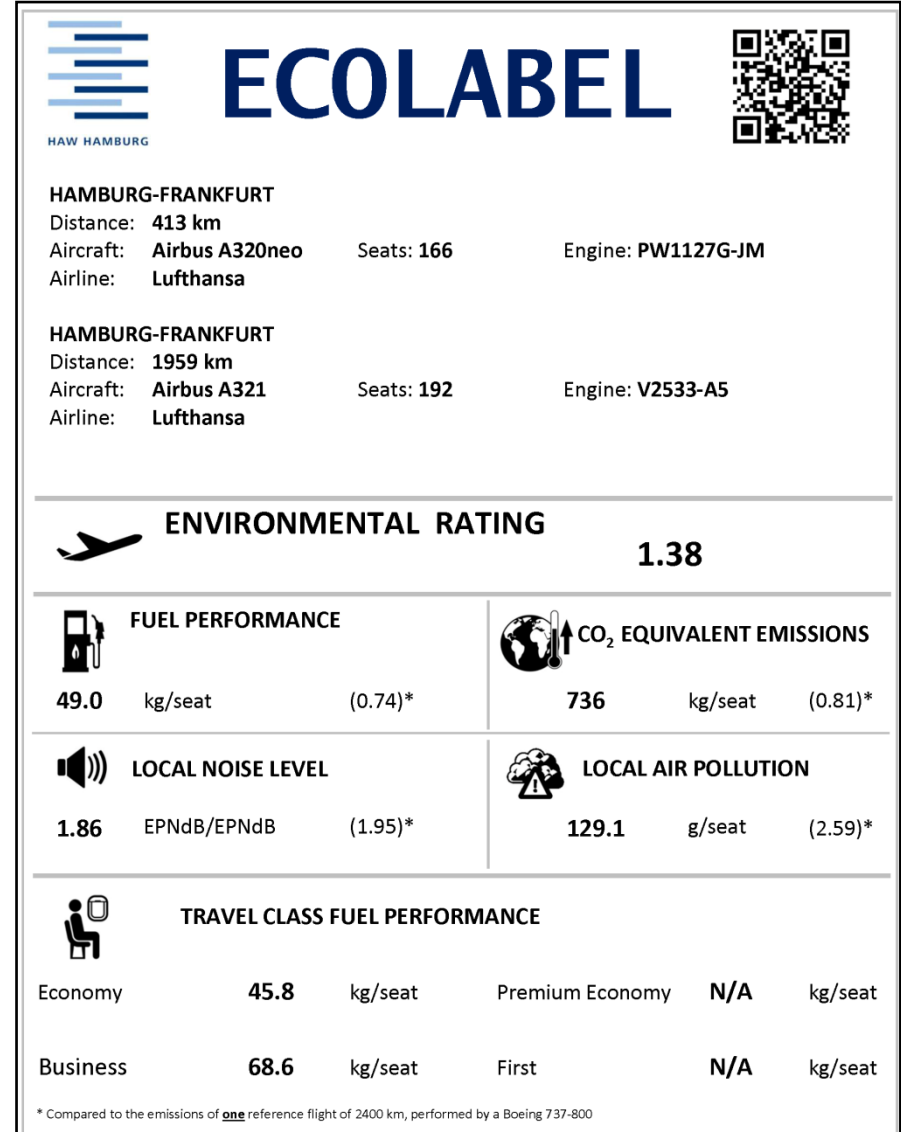 HAW HAMBURG
ECOLABEL
HAMBURG-FRANKFURT
Distance: 413 km
Aircraft: Airbus A320neo Seats: 166 Engine: PW1127G-JM
Airline: Lufthansa
HAMBURG-FRANKFURT
Distance: 1959 km
Aircraft: Airbus A321 Seats: 192 Engine: V2533-A5
Airline: Lufthansa
ENVIRONMENTAL RATING
1.38
FUEL PERFORMANCE
49.0 kg/seat (0.74)*
CO₂ EQUIVALENT EMISSIONS
736 kg/seat (0.81)*
LOCAL NOISE LEVEL
1.86 EPNdB/EPNdB (1.95)*
LOCAL AIR POLLUTION
129.1 g/seat (2.59)*
TRAVEL CLASS FUEL PERFORMANCE
Economy 45.8 kg/seat Premium Economy N/A kg/seat
Business 68.6 kg/seat First N/A kg/seat
* Compared to the emissions of one reference flight of 2400 km, performed by a Boeing 737-800